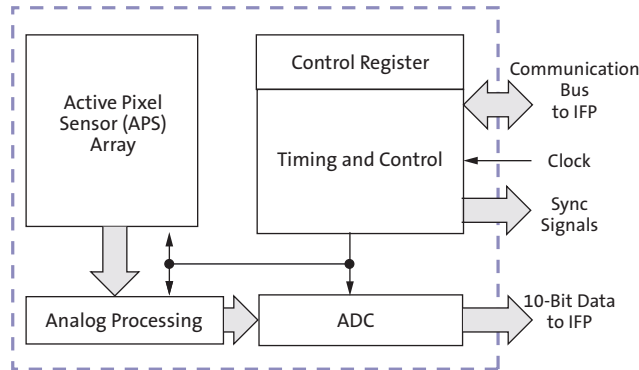 Active Pixel
Sensor (APS)
Array
Control Register
Timing and Control
Communication
Bus
to IFP
Clock
Sync
Signals
Analog Processing
ADC
10-Bit Data
to IFP